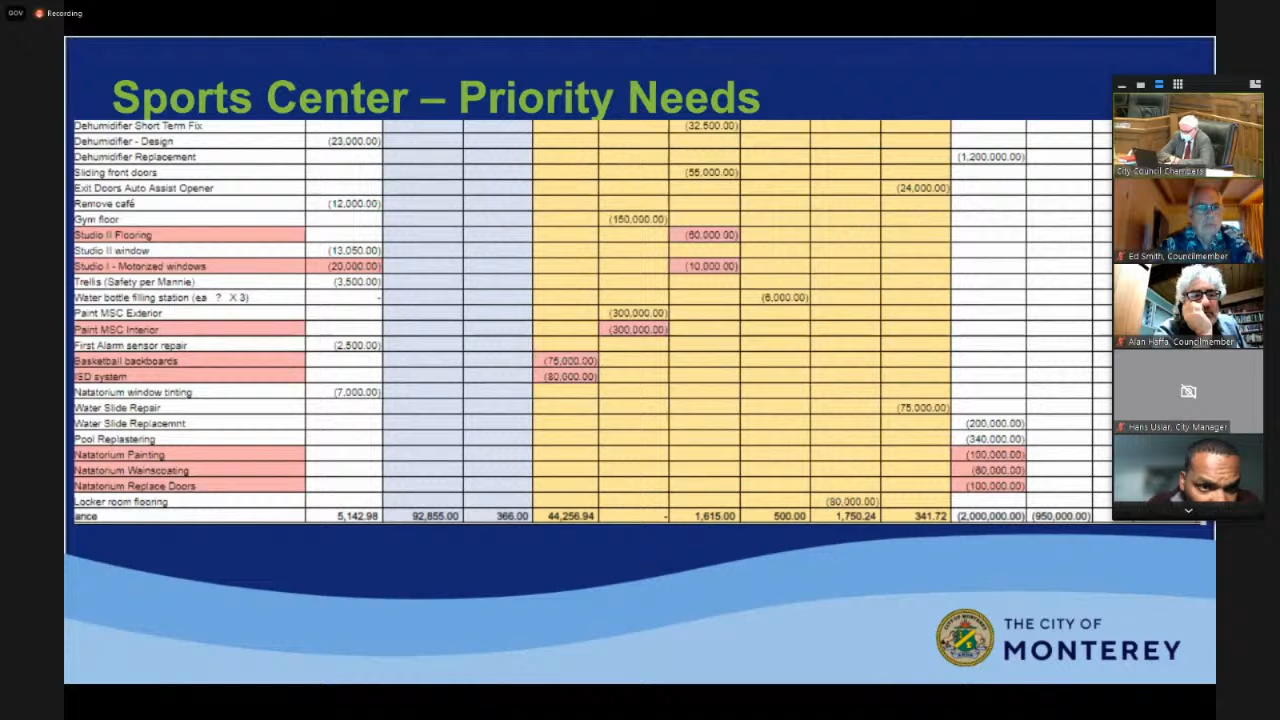 GOV Recording
Sports Center – Priority Needs
Dehumidifier Short Term Fix (32,500.00)
Dehumidifier - Design (23,000.00)
Dehumidifier Replacement (1,200,000.00)
Sliding front doors (55,000.00)
Exit Doors Auto Assist Opener (24,000.00)
Remove café (12,000.00)
Gym floor (150,000.00)
Studio II Flooring (60,000.00)
Studio II window (13,050.00)
Studio I - Motorized windows (20,000.00) (10,000.00)
Trellis (Safety per Mannie) (3,500.00)
Water bottle filling station (ea ? X 3) - (6,000.00)
Paint MSC Exterior (300,000.00)
Paint MSC Interior (300,000.00)
First Alarm sensor repair (2,500.00)
Basketball backboards (75,000.00)
ISD system (80,000.00)
Natatorium window tinting (7,000.00)
Water Slide Repair (75,000.00)
Water Slide Replacemnt (200,000.00)
Pool Replastering (340,000.00)
Natatorium Painting (100,000.00)
Natatorium Wainscoating (60,000.00)
Natatorium Replace Doors (100,000.00)
Locker room flooring (80,000.00)
ance 5,142.98 92,855.00 366.00 44,256.94 - 1,615.00 500.00 1,750.24 341.72 (2,000,000.00) (950,000.00)
City Council Chambers
Ed Smith, Councilmember
Alan Haffa, Councilmember
Hans Uslar, City Manager
THE CITY OF
MONTEREY